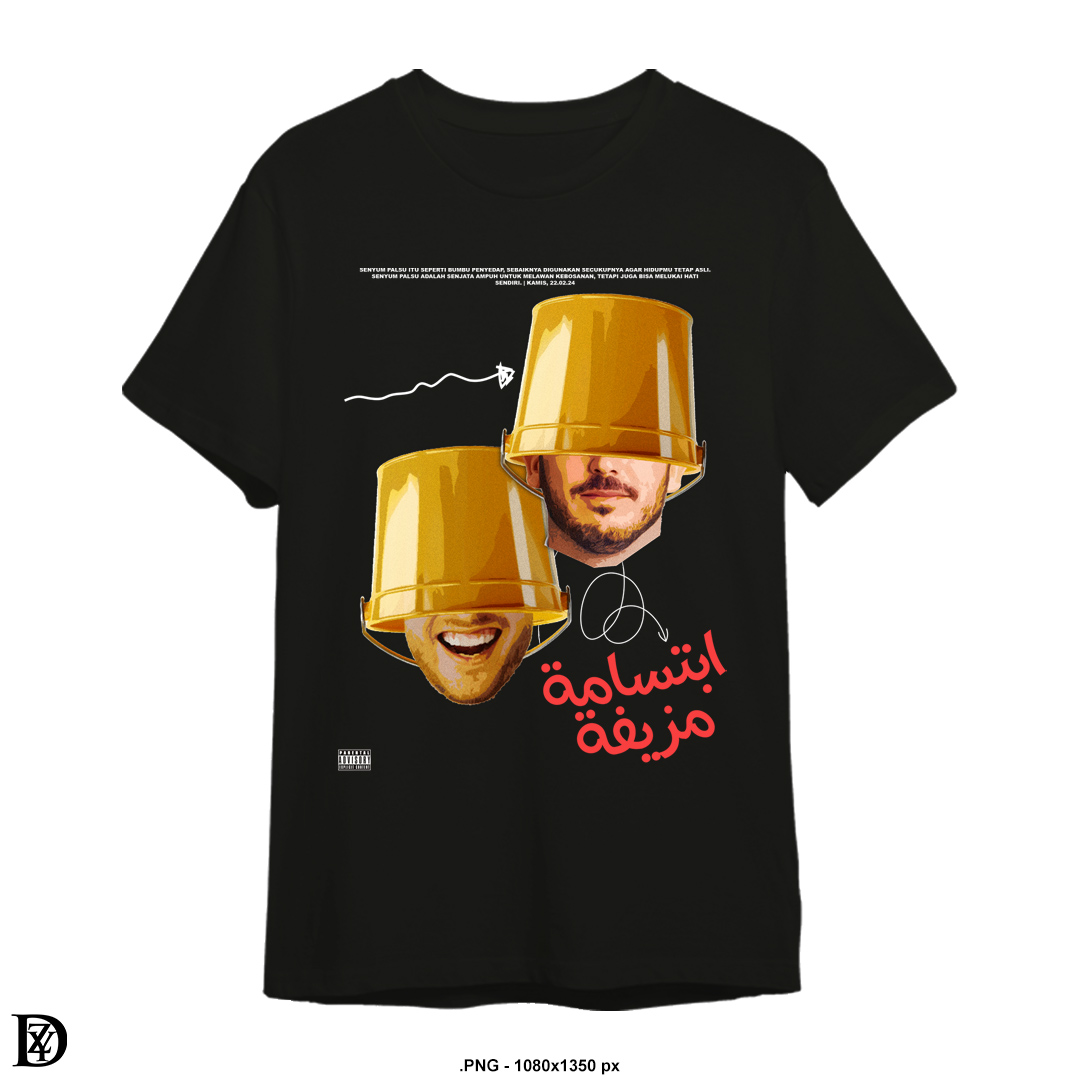 SENYUM PALSU ITU SEPERTI BUMBU PENYEDAP, SEBAIKNYA DIGUNAKAN SECUKUPNYA AGAR HIDUPMU TETAP ASLI.
SENYUM PALSU ADALAH SENJATA AMPUH UNTUK MELAWAN KEBOSANAN, TETAPI JUGA BISA MELUKAI HATI
SENDIRI. | KAMIS, 22.02.24
ابتسامة
مزيفة
PARENTAL
ADVISORY
EXPLICIT CONTENT
.PNG - 1080x1350 px